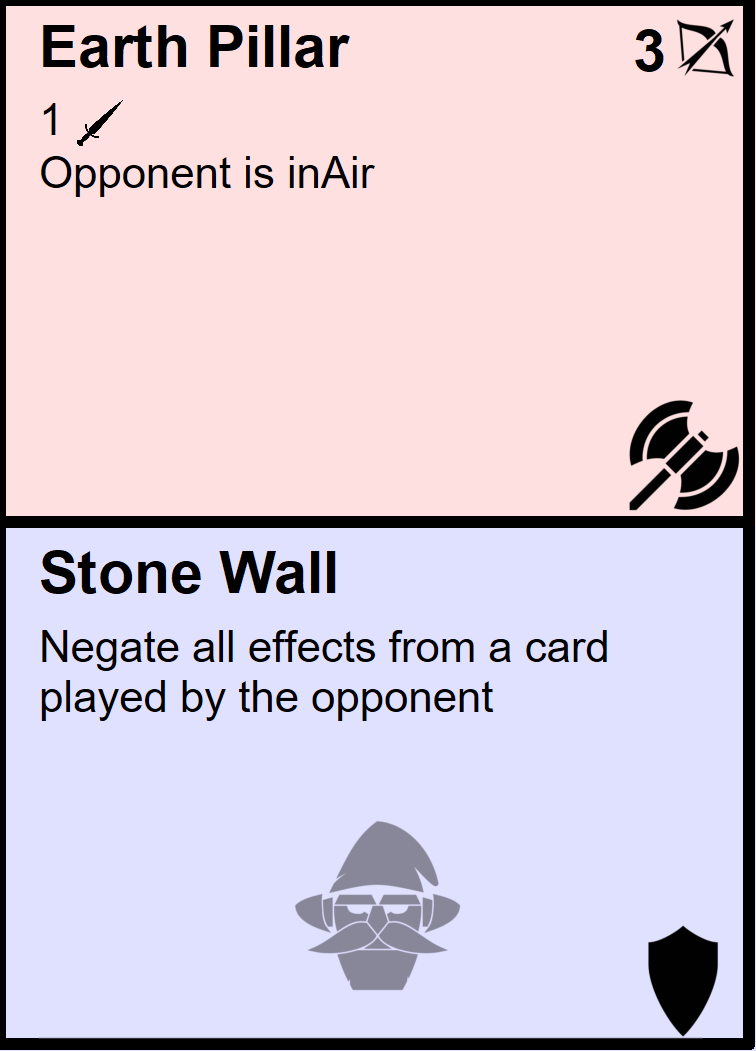 Earth Pillar 3
1
Opponent is inAir
Stone Wall
Negate all effects from a card
played by the opponent